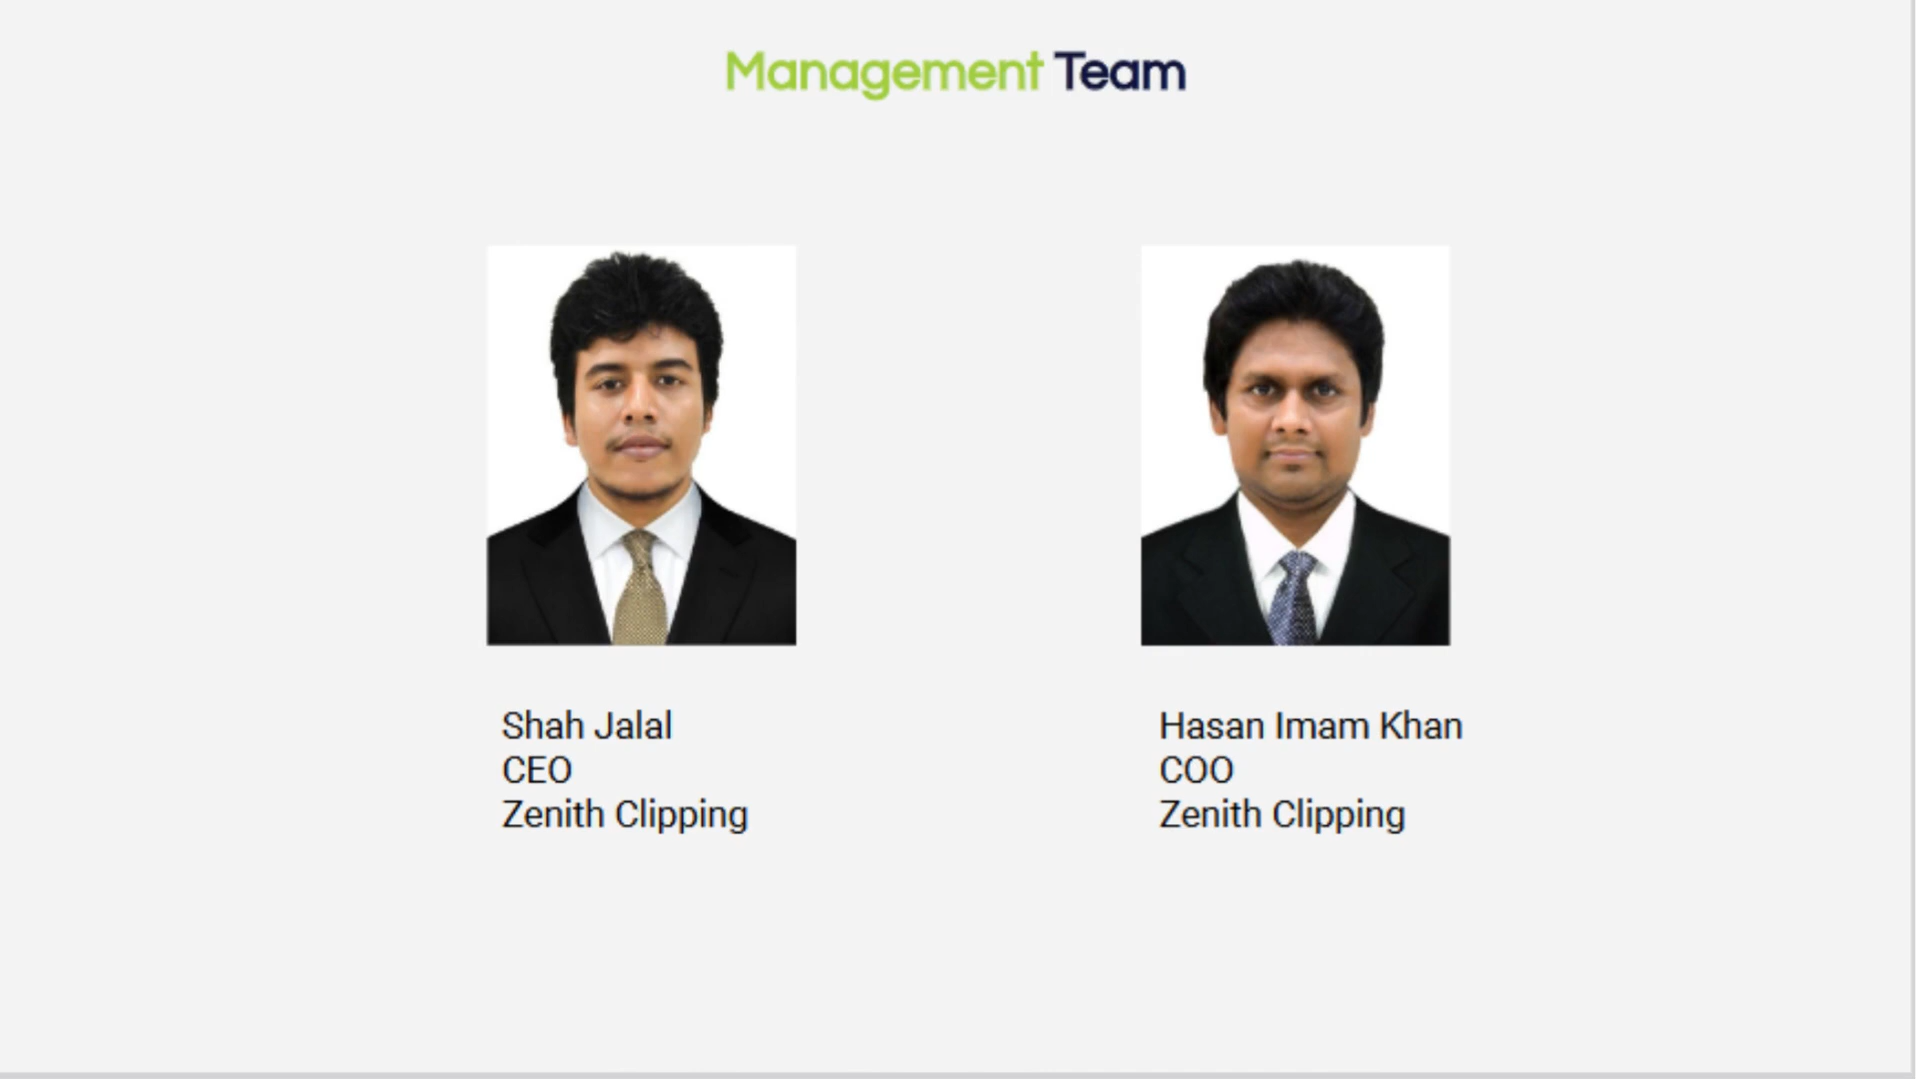 Management Team
Shah Jalal
CEO
Zenith Clipping
Hasan Imam Khan
COO
Zenith Clipping